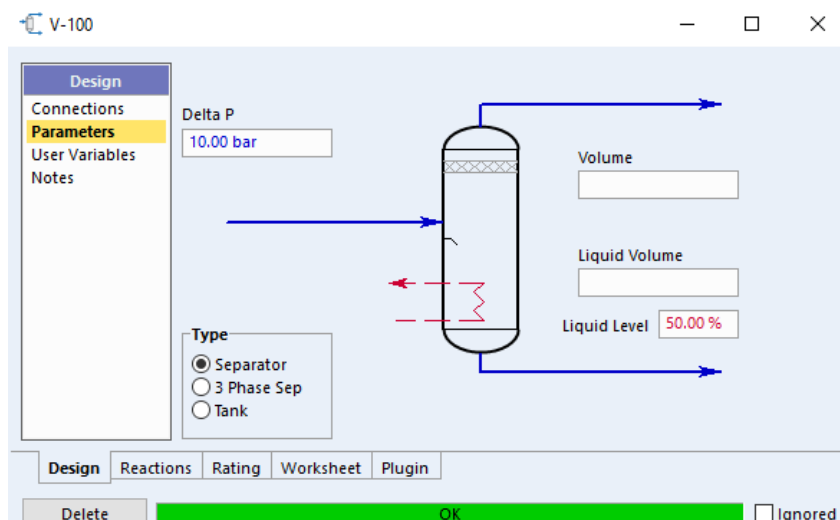 V-100
Design
Connections
Parameters
User Variables
Notes
Delta P
10.00 bar
Volume
Liquid Volume
Liquid Level 50.00 %
Type
Separator
3 Phase Sep
Tank
Design Reactions Rating Worksheet Plugin
Delete OK Ignored